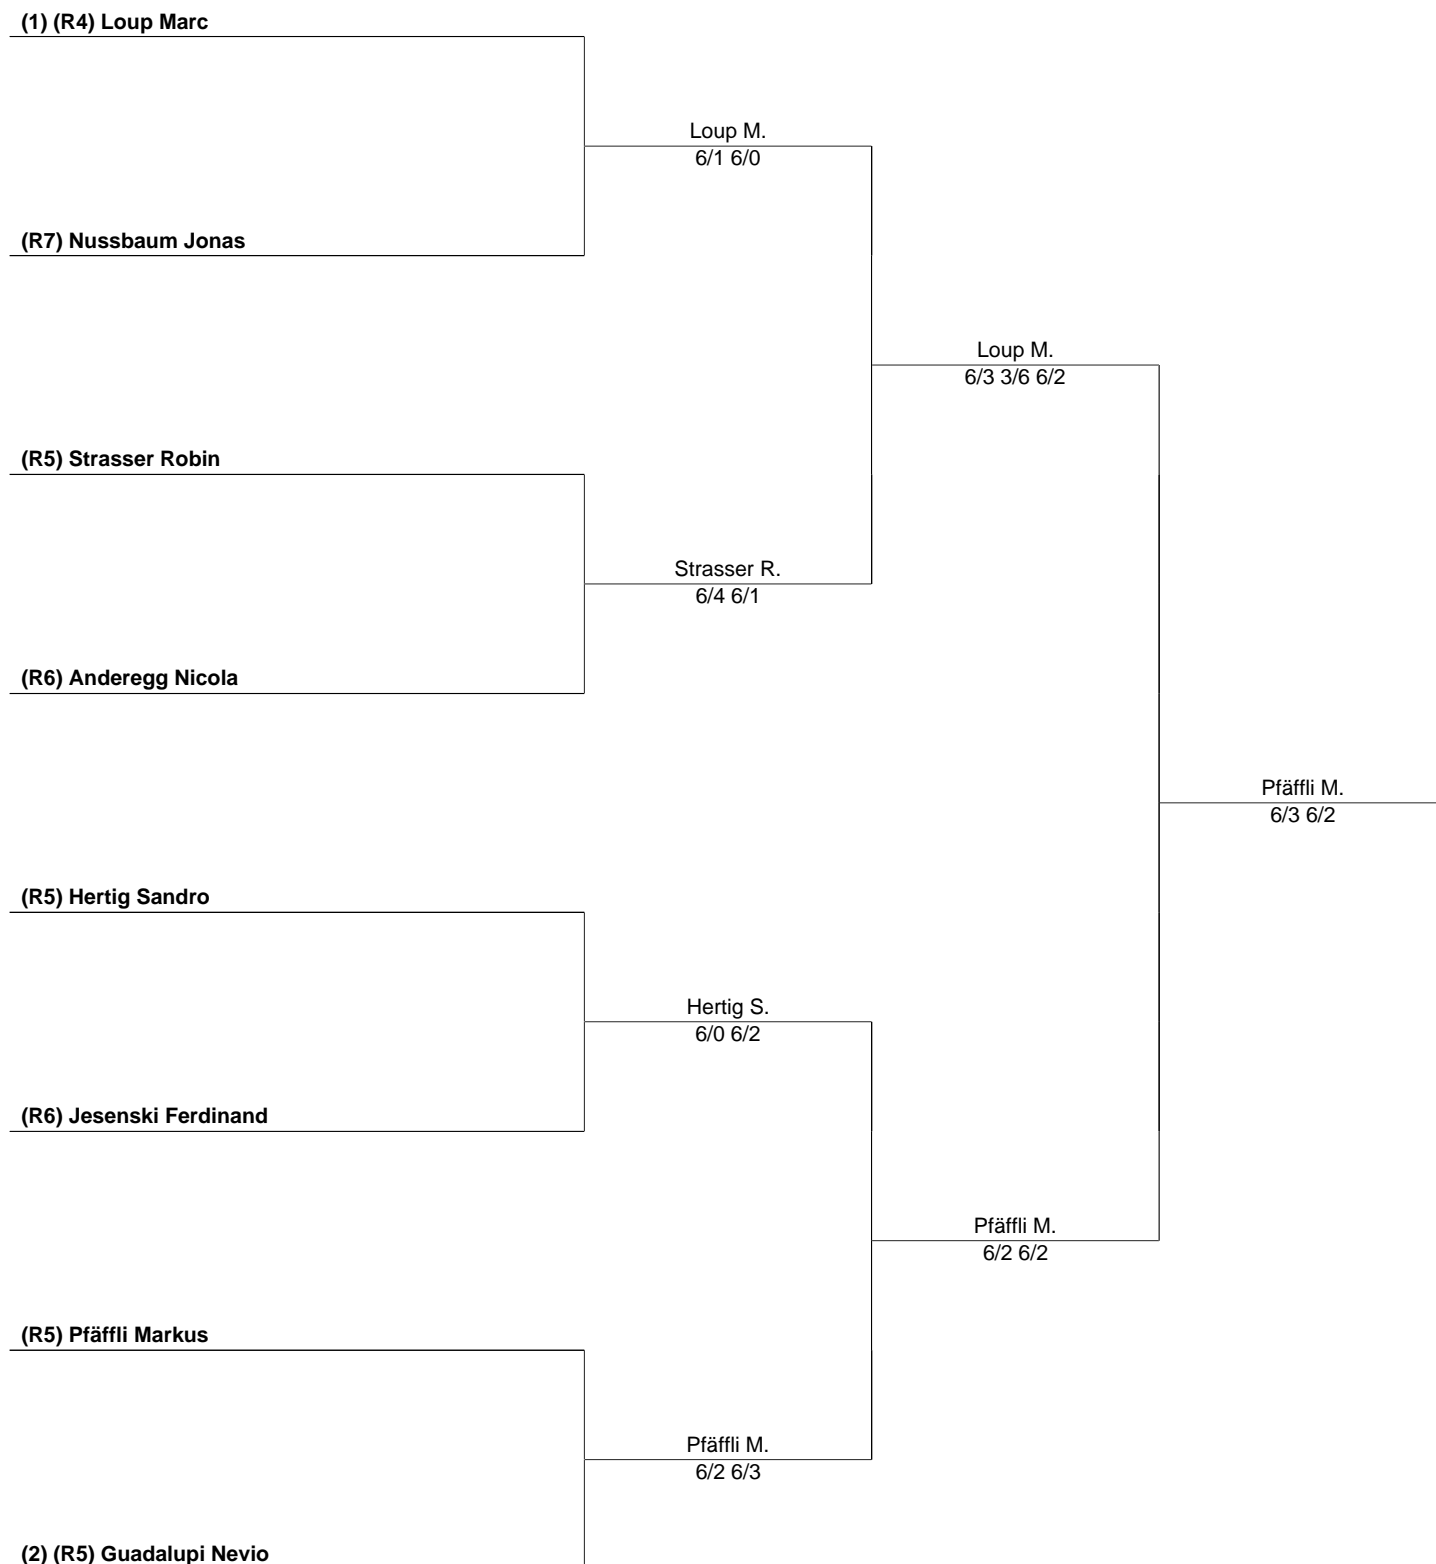 (1) (R4) Loup Marc
Loup M.
6/1 6/0
(R7) Nussbaum Jonas
Loup M.
6/3 3/6 6/2
(R5) Strasser Robin
Strasser R.
6/4 6/1
(R6) Anderegg Nicola
Pfäffli M.
6/3 6/2
(R5) Hertig Sandro
Hertig S.
6/0 6/2
(R6) Jesenski Ferdinand
Pfäffli M.
6/2 6/2
(R5) Pfäffli Markus
Pfäffli M.
6/2 6/3
(2) (R5) Guadalupi Nevio